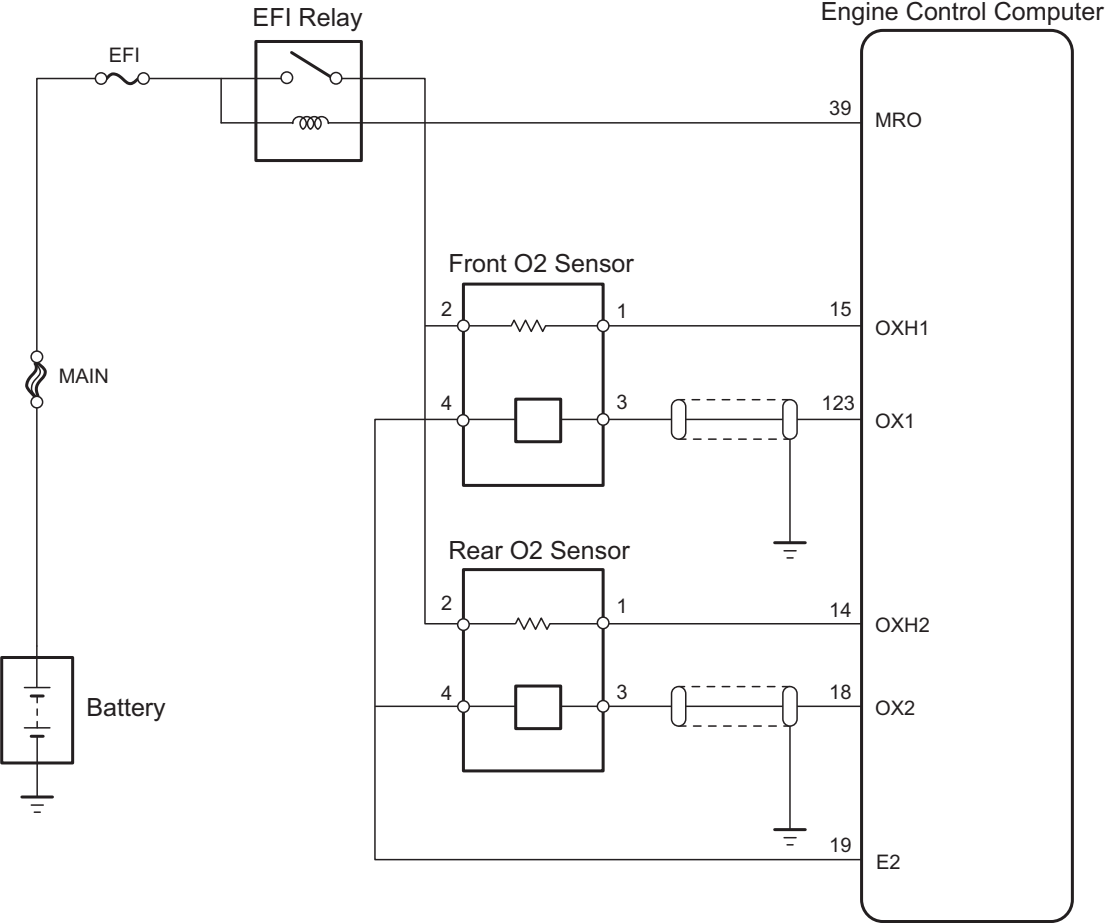 Engine Control Computer
EFI Relay
EFI
39
MRO
Front O2 Sensor
2
1
15
OXH1
MAIN
4
3
123
OX1
Rear O2 Sensor
2
1
14
OXH2
4
3
18
OX2
Battery
19
E2